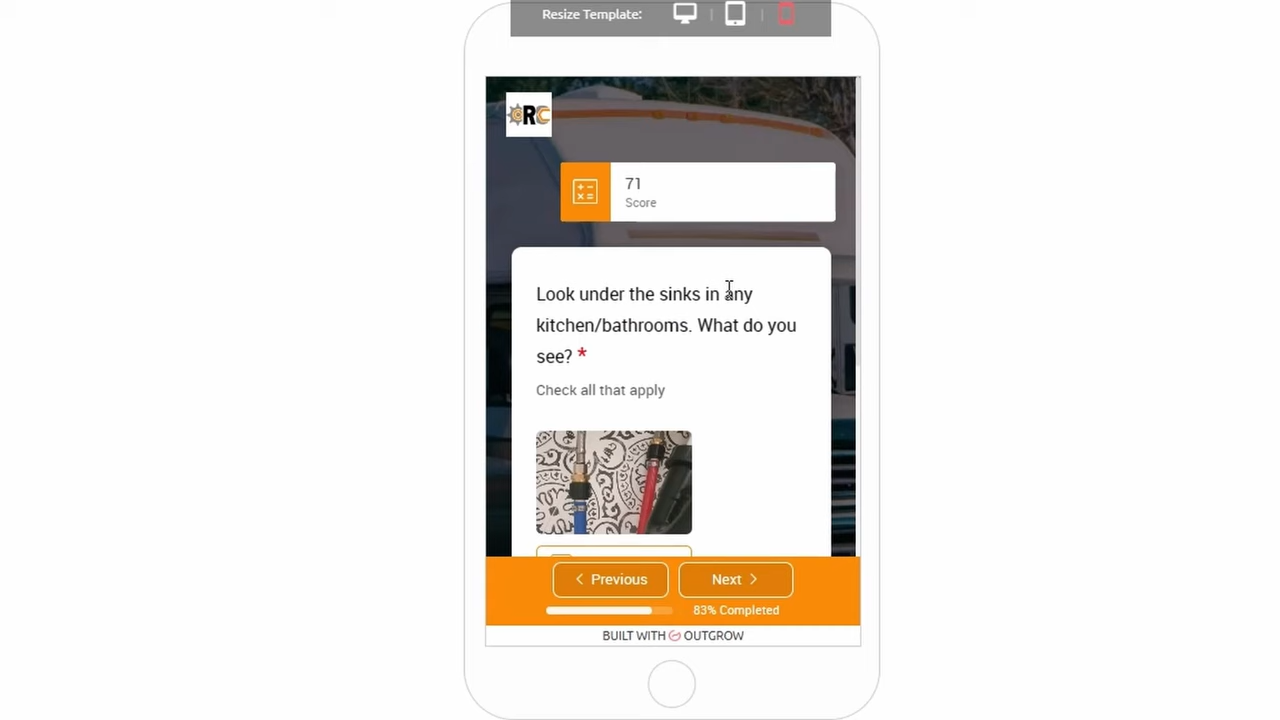 Resize Template:
RC
71
Score
Look under the sinks in any
kitchen/bathrooms. What do you
see? *
Check all that apply
Previous
Next
83% Completed
BUILT WITH OUTGROW